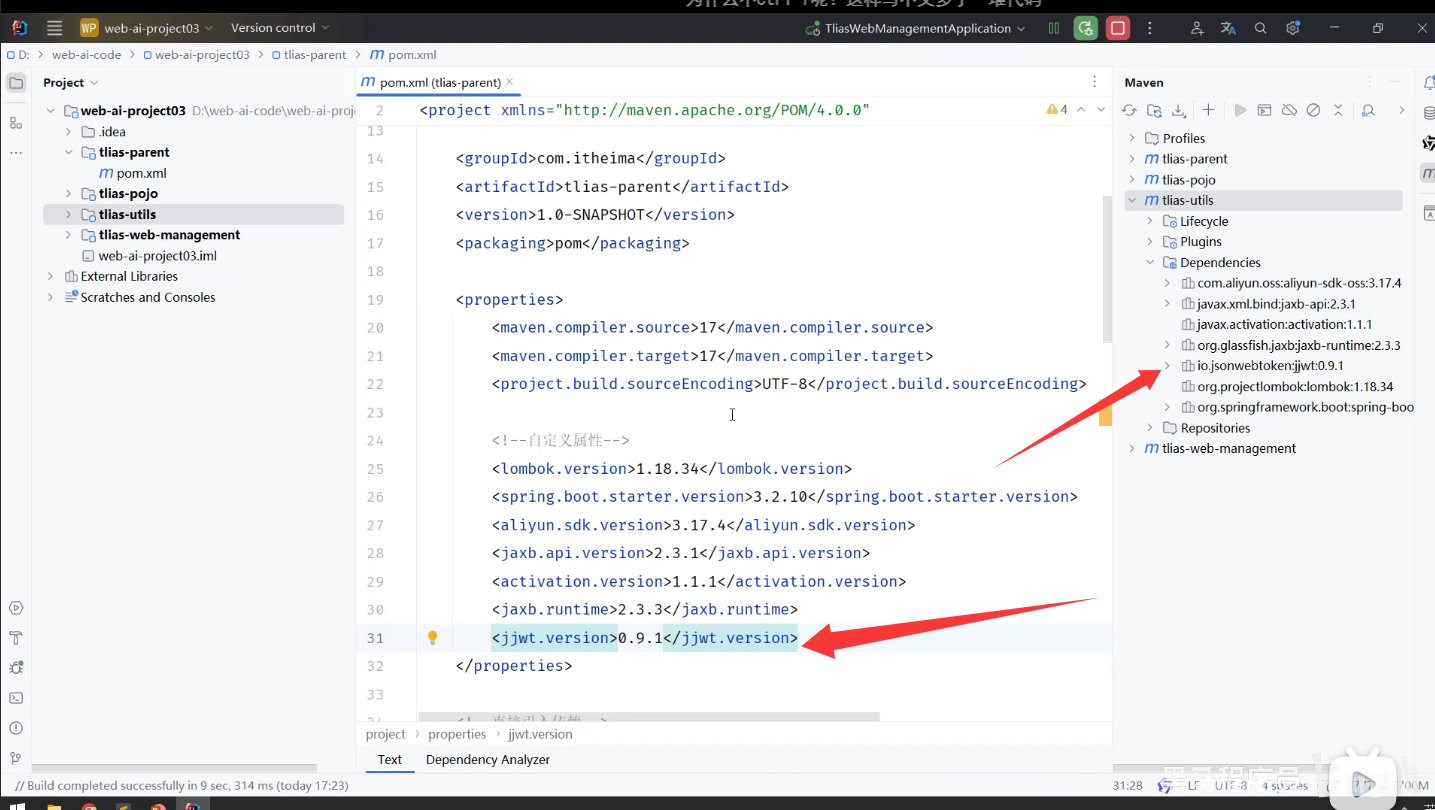 WP web-ai-project03 Version control TliasWebManagementApplication
D: web-ai-code web-ai-project03 tlias-parent m pom.xml
Project
web-ai-project03 D:\web-ai-code\web-ai-proj
.idea
tlias-parent
m pom.xml
tlias-pojo
tlias-utils
tlias-web-management
web-ai-project03.iml
External Libraries
Scratches and Consoles
m pom.xml (tlias-parent)
2 <project xmlns="http://maven.apache.org/POM/4.0.0"
4
13
14 <groupId>com.itheima</groupId>
15 <artifactId>tlias-parent</artifactId>
16 <version>1.0-SNAPSHOT</version>
17 <packaging>pom</packaging>
18
19 <properties>
20 <maven.compiler.source>17</maven.compiler.source>
21 <maven.compiler.target>17</maven.compiler.target>
22 <project.build.sourceEncoding>UTF-8</project.build.sourceEncoding>
23
24 <!--自定义属性-->
25 <lombok.version>1.18.34</lombok.version>
26 <spring.boot.starter.version>3.2.10</spring.boot.starter.version>
27 <aliyun.sdk.version>3.17.4</aliyun.sdk.version>
28 <jaxb.api.version>2.3.1</jaxb.api.version>
29 <activation.version>1.1.1</activation.version>
30 <jaxb.runtime>2.3.3</jaxb.runtime>
31 <jjwt.version>0.9.1</jjwt.version>
32 </properties>
33
project properties jjwt.version
Text Dependency Analyzer
Maven
Profiles
m tlias-parent
m tlias-pojo
m tlias-utils
Lifecycle
Plugins
Dependencies
com.aliyun.oss:aliyun-sdk-oss:3.17.4
javax.xml.bind:jaxb-api:2.3.1
javax.activation:activation:1.1.1
org.glassfish.jaxb:jaxb-runtime:2.3.3
io.jsonwebtoken:jjwt:0.9.1
org.projectlombok:lombok:1.18.34
org.springframework.boot:spring-boo
Repositories
m tlias-web-management
// Build completed successfully in 9 sec, 314 ms (today 17:23)
31:28 LF UTF-8 4 spaces
黑马程序员